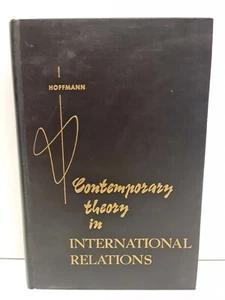 HOFFMANN
Contemporary
theory
in
INTERNATIONAL
RELATIONS